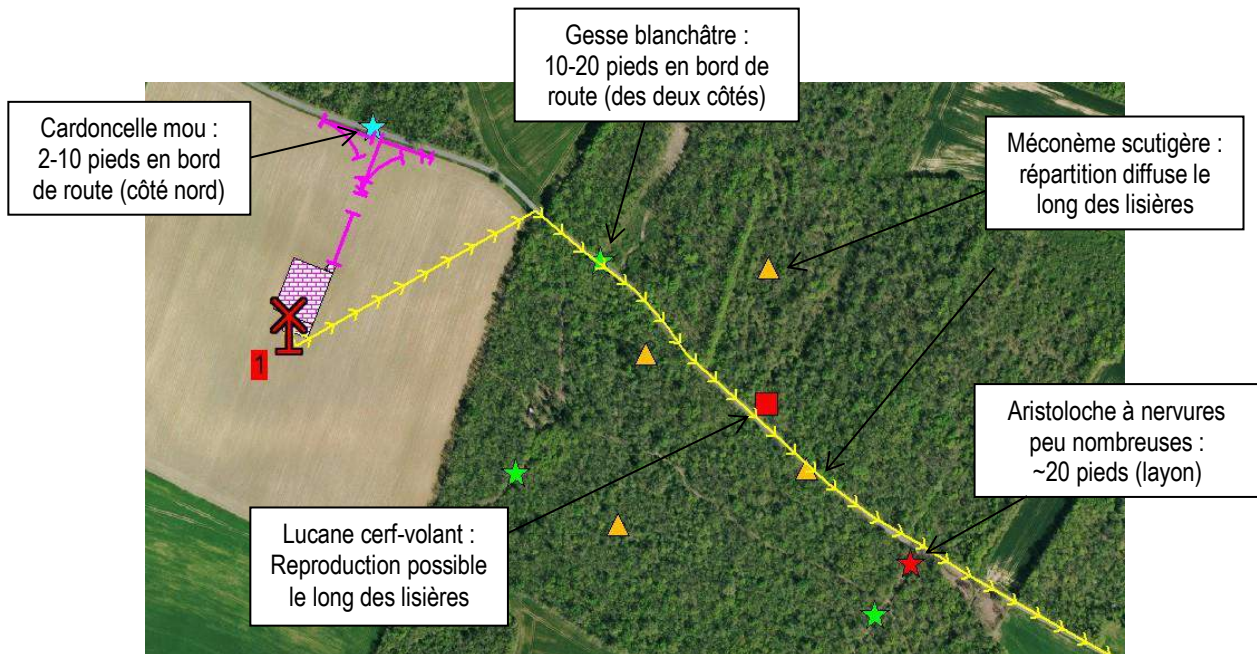 Gesse blanchâtre :
10-20 pieds en bord de
route (des deux côtés)
Cardoncelle mou :
2-10 pieds en bord
de route (côté nord)
Méconème scutigère :
répartition diffuse le
long des lisières
1
Aristoloche à nervures
peu nombreuses :
~20 pieds (layon)
Lucane cerf-volant :
Reproduction possible
le long des lisières